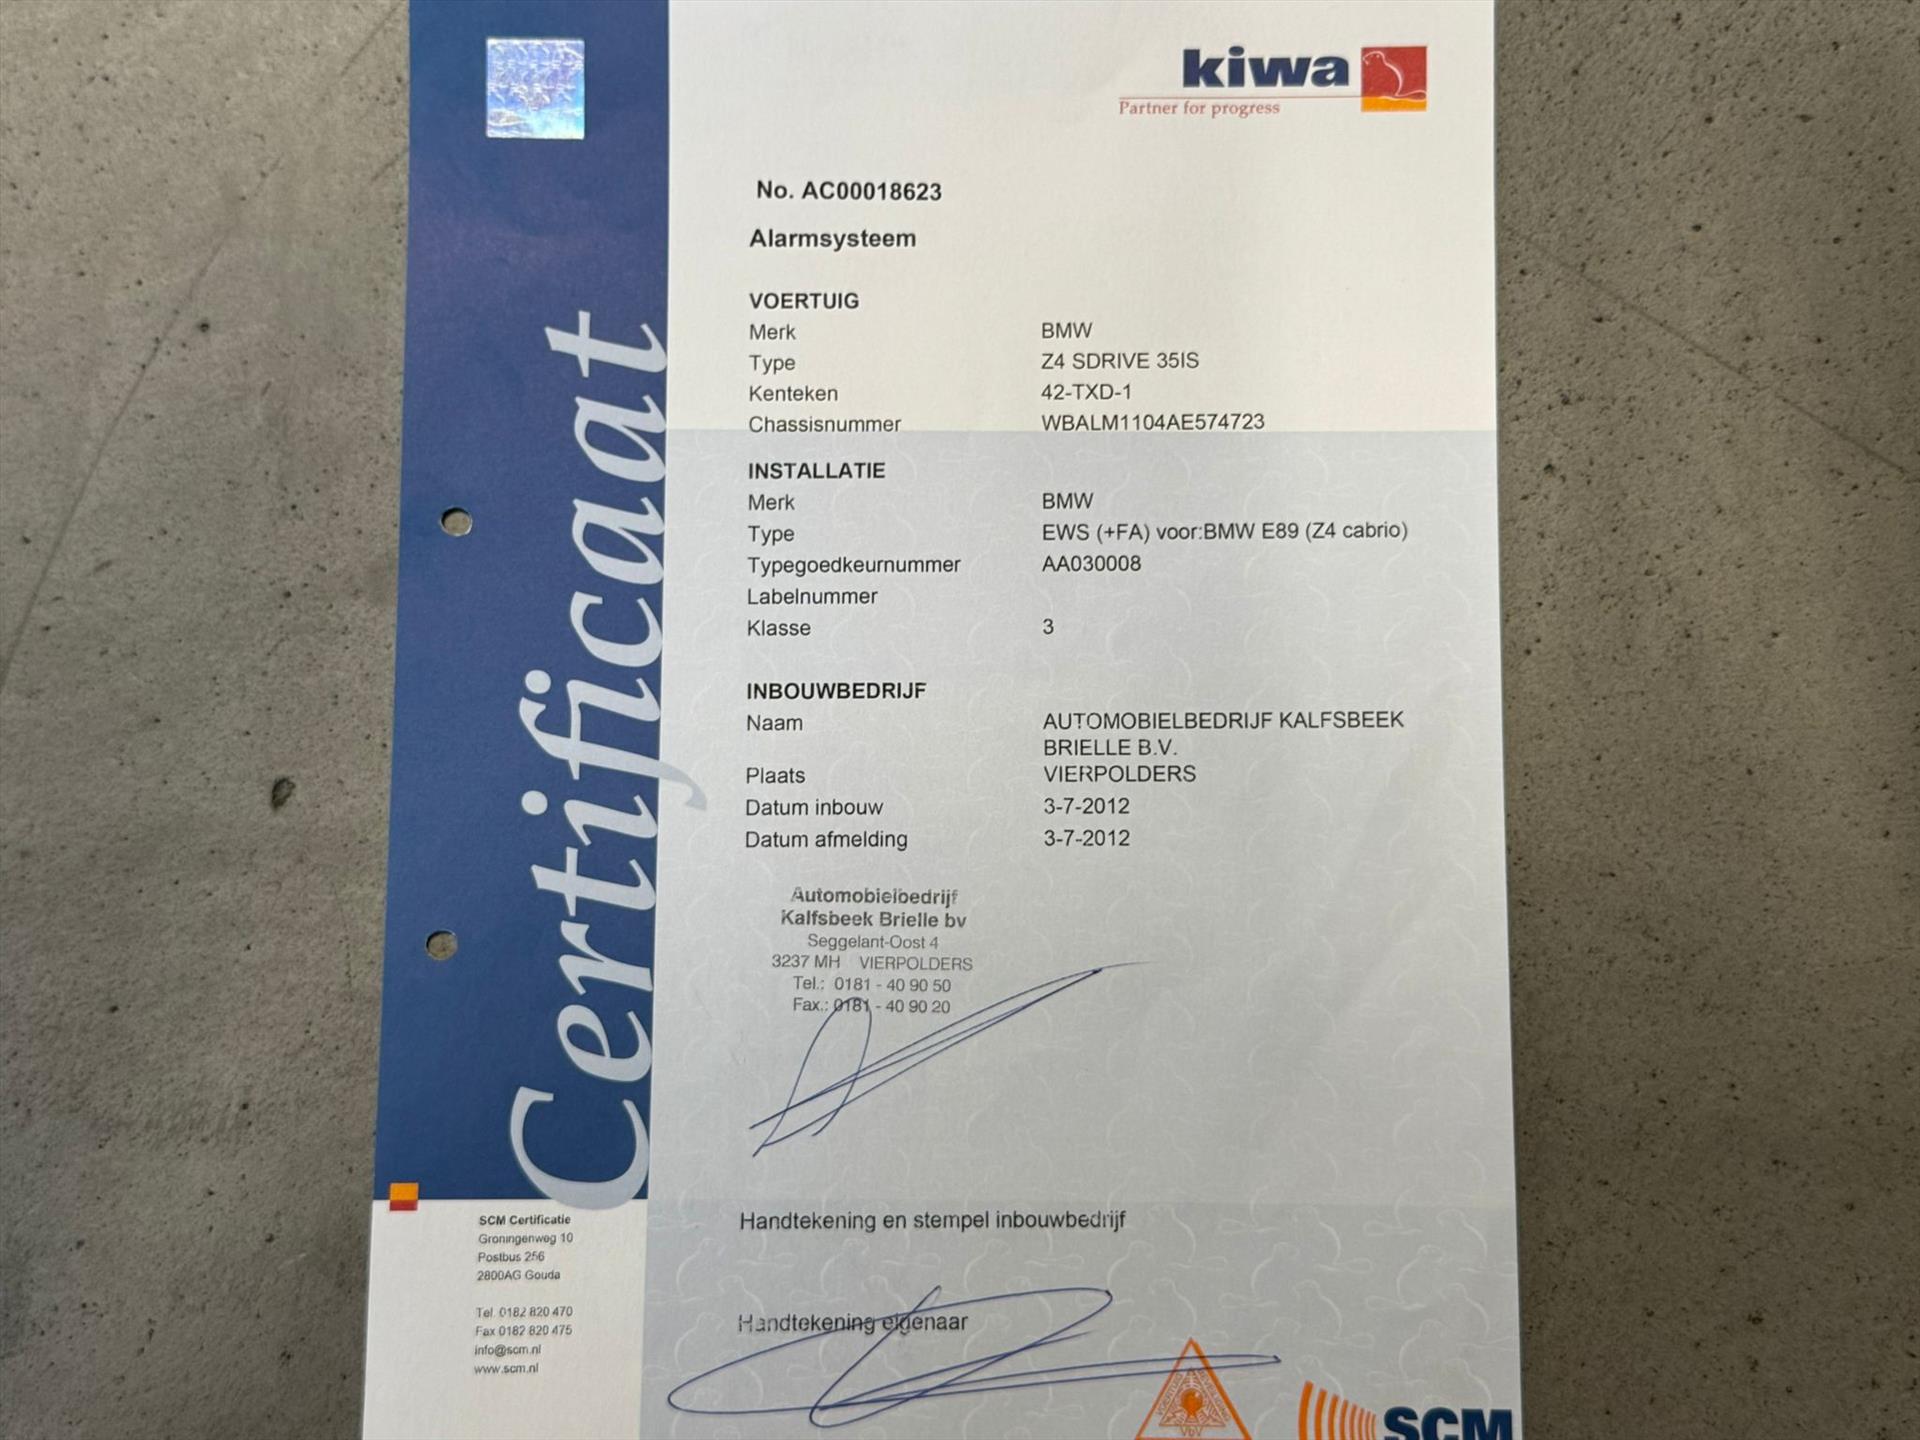 kiwa
Partner for progress
No. AC00018623
Alarmsysteem
VOERTUIG
Merk BMW
Type Z4 SDRIVE 35IS
Kenteken 42-TXD-1
Chassisnummer WBALM1104AE574723
INSTALLATIE
Merk BMW
Type EWS (+FA) voor:BMW E89 (Z4 cabrio)
Typegoedkeurnummer AA030008
Labelnummer
Klasse 3
INBOUWBEDRIJF
Naam AUTOMOBIELBEDRIJF KALFSBEEK
BRIELLE B.V.
Plaats VIERPOLDERS
Datum inbouw 3-7-2012
Datum afmelding 3-7-2012
Automobielbedrijf
Kalfsbeek Brielle bv
Seggelant-Oost 4
3237 MH VIERPOLDERS
Tel.: 0181 - 40 90 50
Fax.: 0181 - 40 90 20
Handtekening en stempel inbouwbedrijf
Handtekening eigenaar
Certificaat
SCM Certificatie
Groningenweg 10
Postbus 256
2800AG Gouda
Tel. 0182 820 470
Fax 0182 820 475
info@scm.nl
www.scm.nl
VbV
SCM